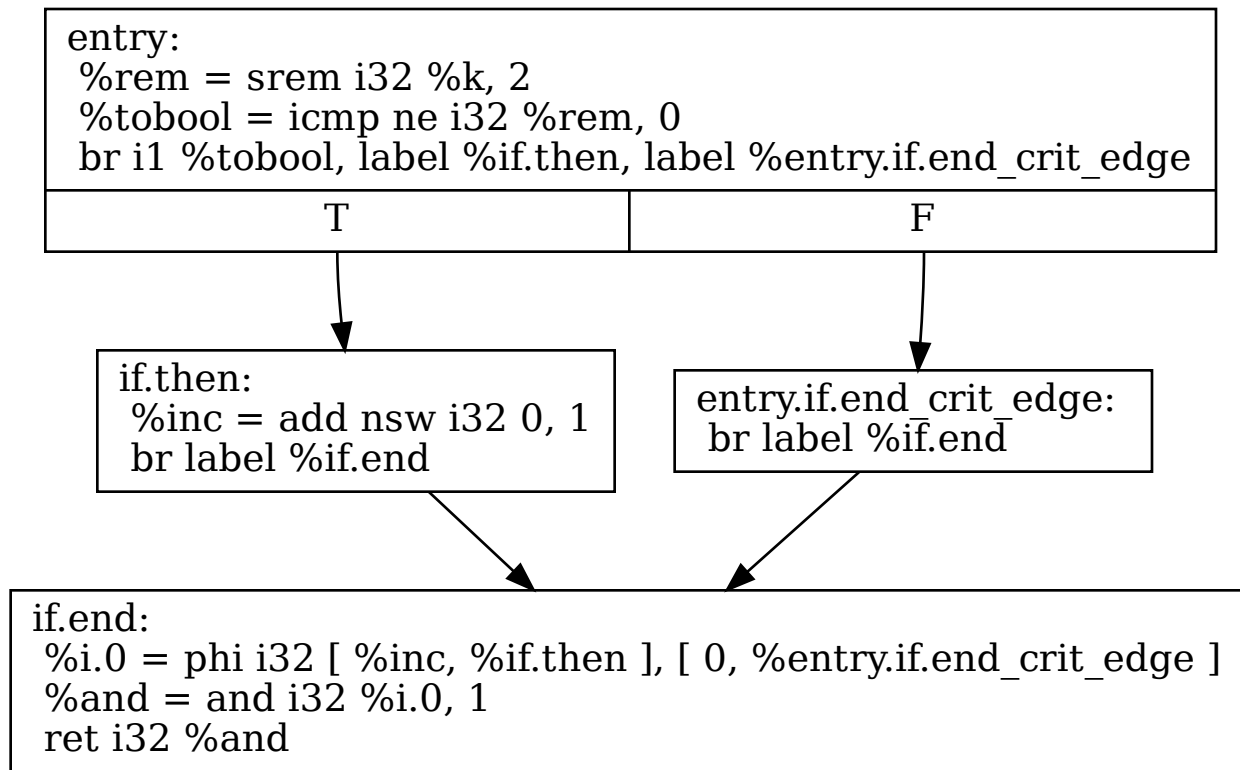 entry:
%rem = srem i32 %k, 2
%tobool = icmp ne i32 %rem, 0
br i1 %tobool, label %if.then, label %entry.if.end_crit_edge
T
F
if.then:
%inc = add nsw i32 0, 1
br label %if.end
entry.if.end_crit_edge:
br label %if.end
if.end:
%i.0 = phi i32 [ %inc, %if.then ], [ 0, %entry.if.end_crit_edge ]
%and = and i32 %i.0, 1
ret i32 %and